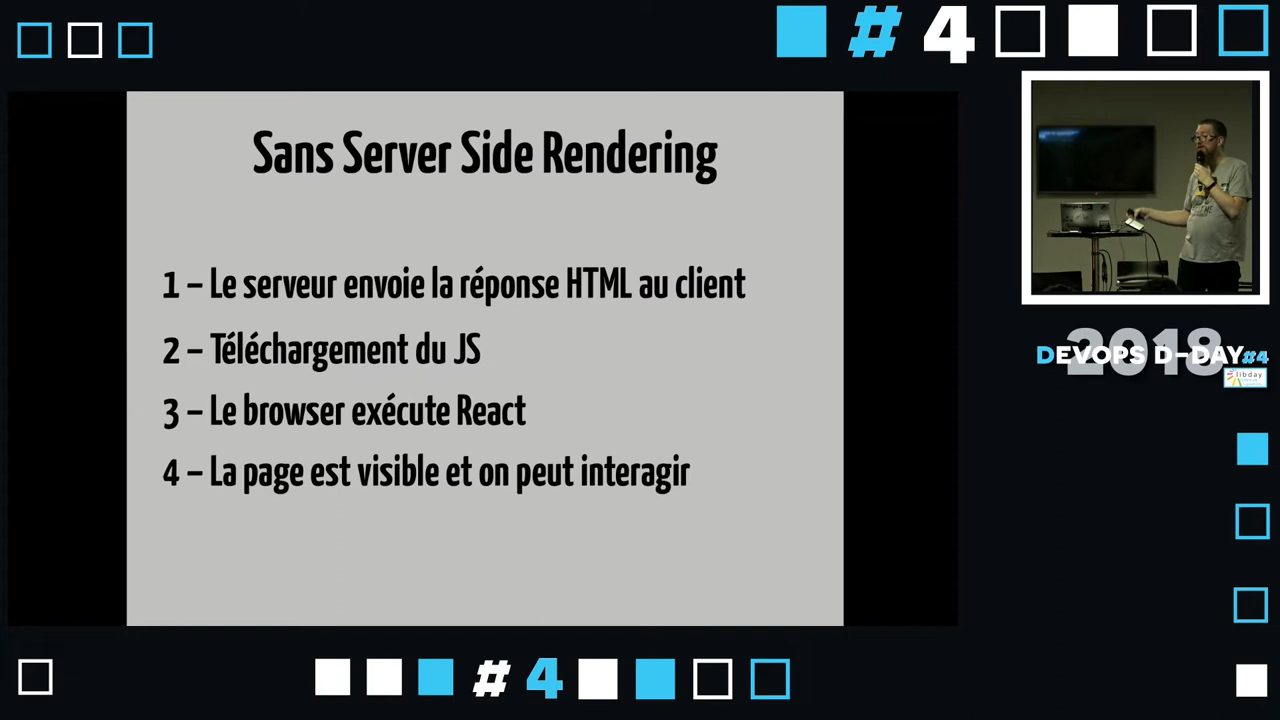 #4
Sans Server Side Rendering
1 – Le serveur envoie la réponse HTML au client
2 – Téléchargement du JS
3 – Le browser exécute React
4 – La page est visible et on peut interagir
2018
DEVOPS D-DAY#4
libday
#4